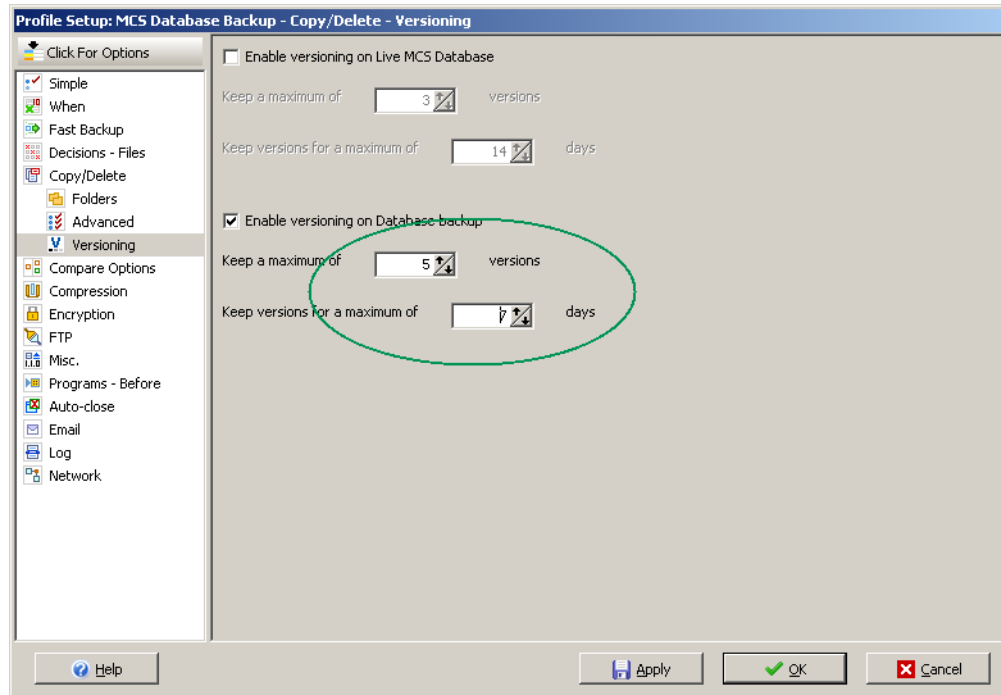 Profile Setup: MCS Database Backup - Copy/Delete - Versioning
Click For Options
Simple
When
Fast Backup
Decisions - Files
Copy/Delete
Folders
Advanced
Versioning
Compare Options
Compression
Encryption
FTP
Misc.
Programs - Before
Auto-close
Email
Log
Network
Enable versioning on Live MCS Database
Keep a maximum of 3 versions
Keep versions for a maximum of 14 days
Enable versioning on Database backup
Keep a maximum of 5 versions
Keep versions for a maximum of 7 days
Help
Apply
OK
Cancel